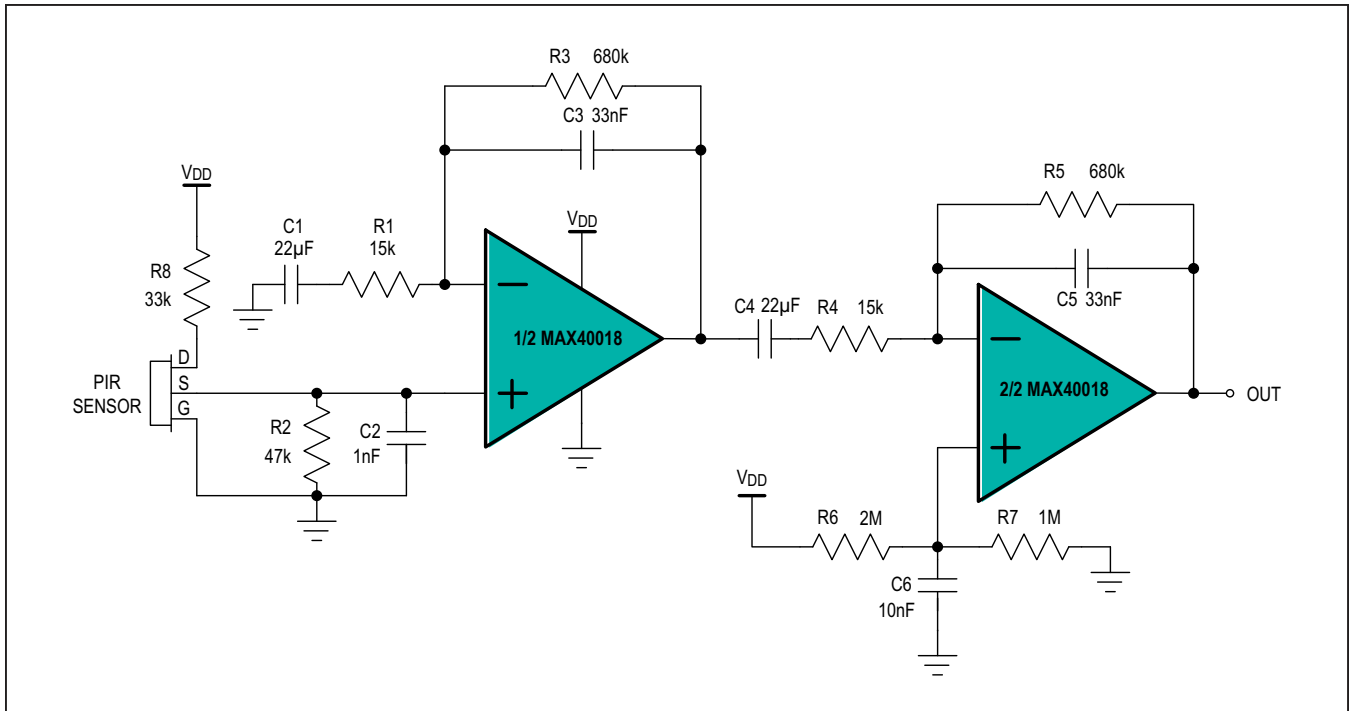 R3 680k
C3 33nF
VDD
R8
33k
C1
22µF
R1
15k
VDD
1/2 MAX40018
PIR
SENSOR
D
S
G
R2
47k
C2
1nF
C4 22µF
R4 15k
R5 680k
C5 33nF
2/2 MAX40018
OUT
VDD
R6 2M
R7 1M
C6
10nF